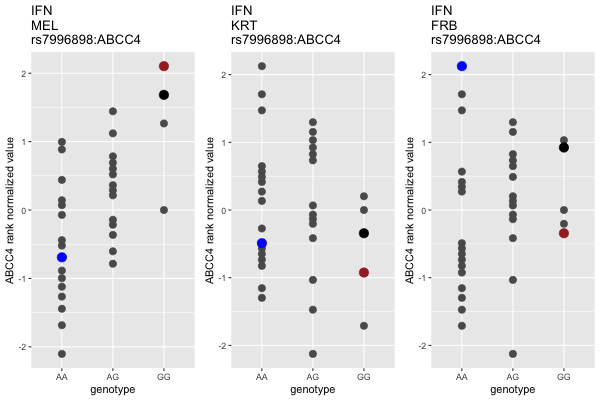 IFN
MEL
rs7996898:ABCC4
ABCC4 rank normalized value
2
1
0
-1
-2
AA AG GG
genotype
IFN
KRT
rs7996898:ABCC4
ABCC4 rank normalized value
2
1
0
-1
-2
AA AG GG
genotype
IFN
FRB
rs7996898:ABCC4
ABCC4 rank normalized value
2
1
0
-1
-2
AA AG GG
genotype